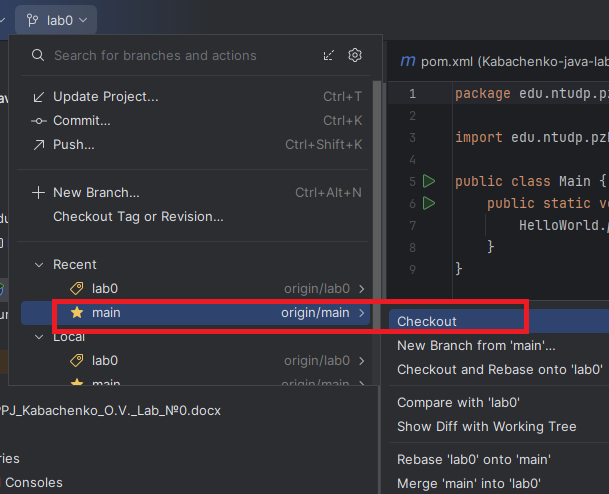 lab0
Search for branches and actions
Update Project... Ctrl+T
Commit... Ctrl+K
Push... Ctrl+Shift+K
New Branch... Ctrl+Alt+N
Checkout Tag or Revision...
Recent
lab0 origin/lab0
main origin/main
Local
lab0 origin/lab0
main origin/main
m pom.xml (Kabachenko-java-lab
1 package edu.ntudp.pz
2
3 import edu.ntudp.pz
4
5 public class Main {
6 public static v
7 HelloWorld.
8 }
9 }
Checkout
New Branch from 'main'...
Checkout and Rebase onto 'lab0'
Compare with 'lab0'
Show Diff with Working Tree
Rebase 'lab0' onto 'main'
Merge 'main' into 'lab0'
PPJ_Kabachenko_O.V._Lab_№0.docx
ries
Consoles